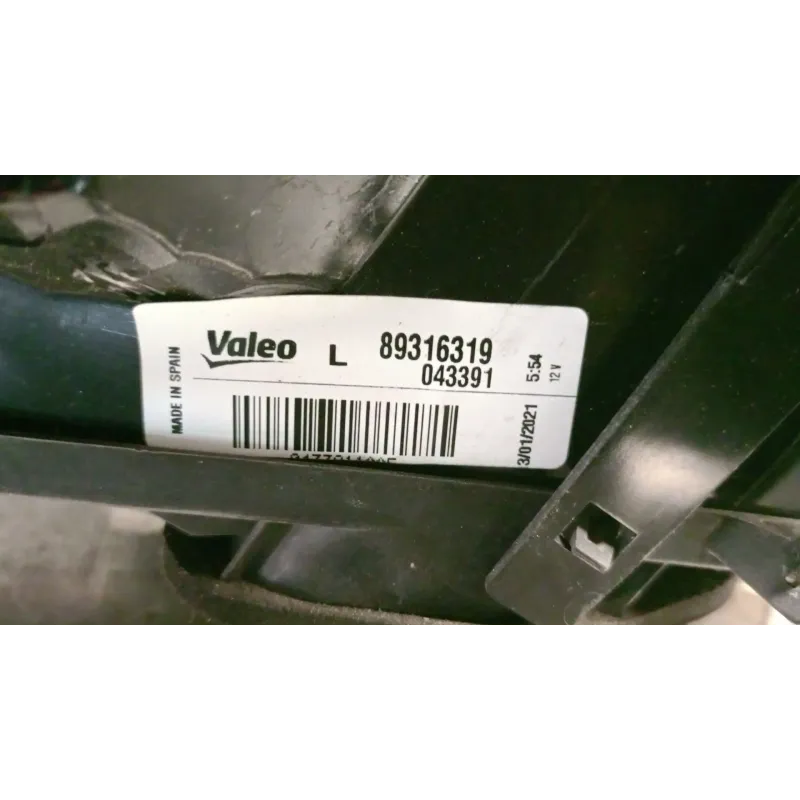 Valeo L 89316319
043391
MADE IN SPAIN
5:54
12 V
3/01/2021